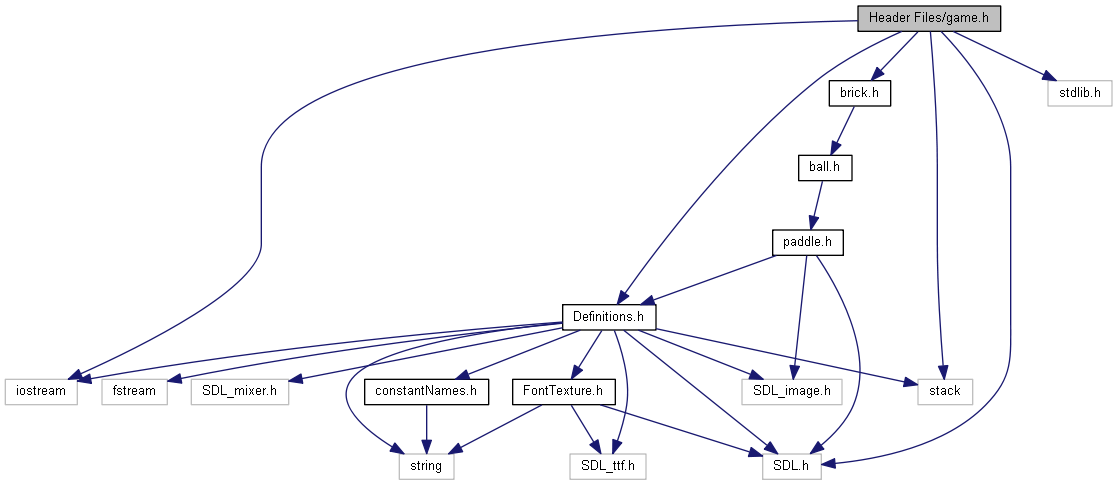 Header Files/game.h
brick.h
stdlib.h
ball.h
paddle.h
Definitions.h
iostream
fstream
SDL_mixer.h
constantNames.h
FontTexture.h
SDL_image.h
stack
string
SDL_ttf.h
SDL.h